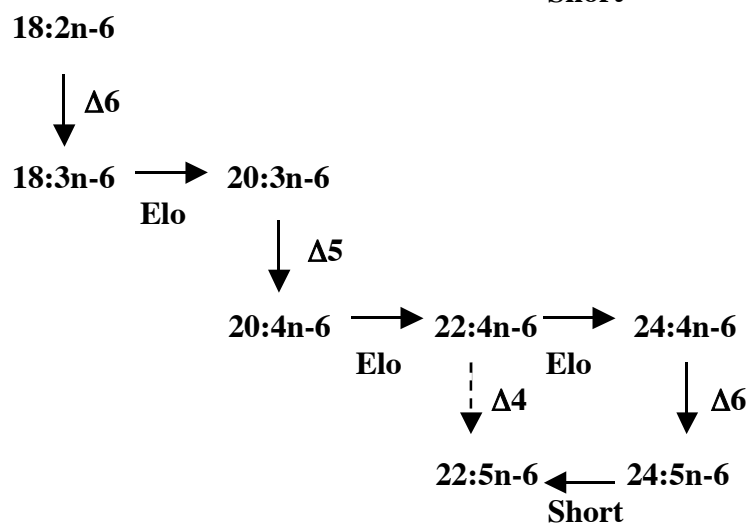 Short
18:2n-6
Δ6
18:3n-6 20:3n-6
Elo
Δ5
20:4n-6 22:4n-6 24:4n-6
Elo Elo
Δ4 Δ6
22:5n-6 24:5n-6
Short